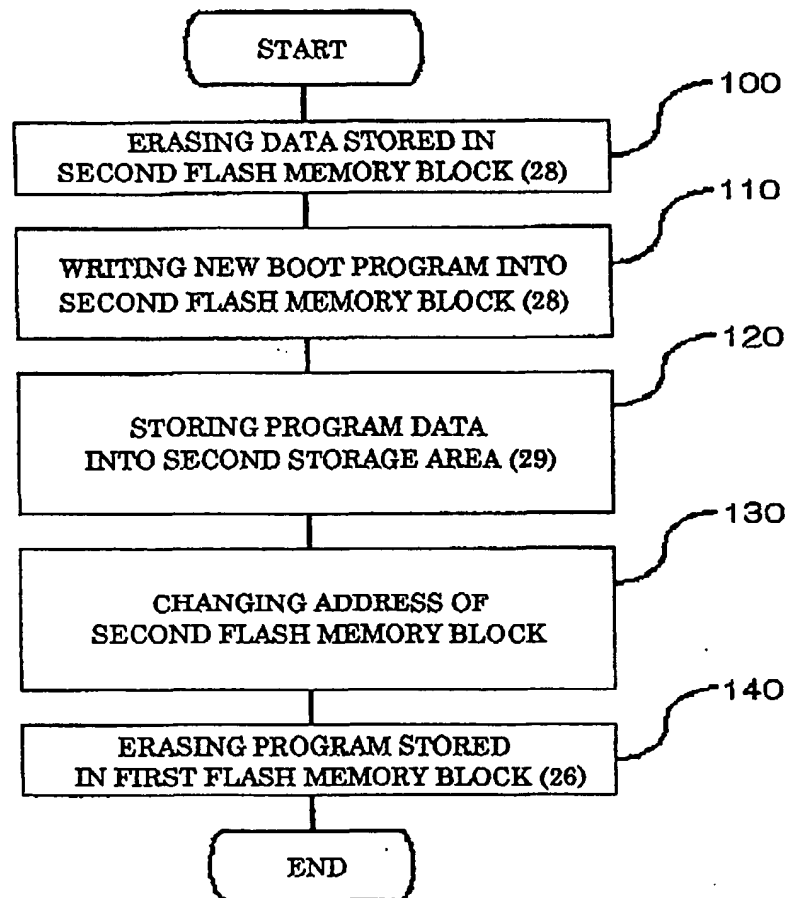 START
100
ERASING DATA STORED IN
SECOND FLASH MEMORY BLOCK (28)
110
WRITING NEW BOOT PROGRAM INTO
SECOND FLASH MEMORY BLOCK (28)
120
STORING PROGRAM DATA
INTO SECOND STORAGE AREA (29)
130
CHANGING ADDRESS OF
SECOND FLASH MEMORY BLOCK
140
ERASING PROGRAM STORED
IN FIRST FLASH MEMORY BLOCK (26)
END